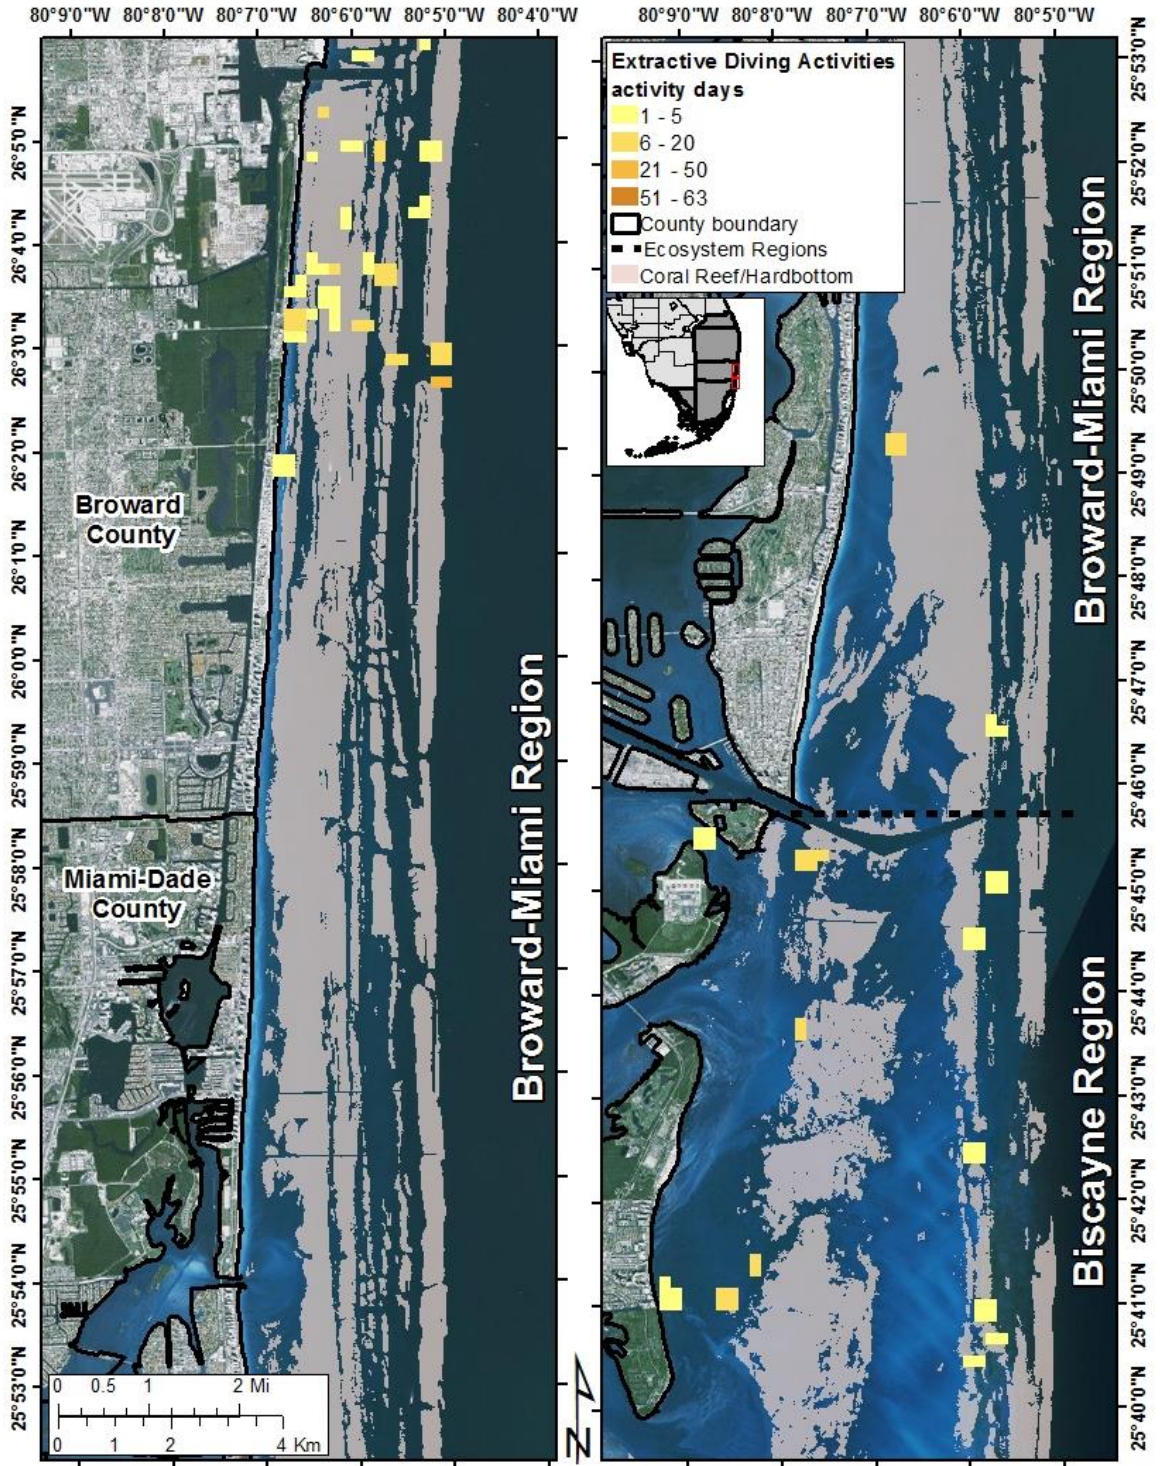 80°9'0"W 80°8'0"W 80°7'0"W 80°6'0"W 80°5'0"W 80°4'0"W
80°9'0"W 80°8'0"W 80°7'0"W 80°6'0"W 80°5'0"W
26°5'0"N
26°4'0"N
26°3'0"N
26°2'0"N
26°1'0"N
26°0'0"N
25°59'0"N
25°58'0"N
25°57'0"N
25°56'0"N
25°55'0"N
25°54'0"N
25°53'0"N
Broward
County
Miami-Dade
County
Broward-Miami Region
0 0.5 1 2 Mi
0 1 2 4 Km
N
Extractive Diving Activities
activity days
1 - 5
6 - 20
21 - 50
51 - 63
County boundary
Ecosystem Regions
Coral Reef/Hardbottom
Broward-Miami Region
Biscayne Region
25°53'0"N
25°52'0"N
25°51'0"N
25°50'0"N
25°49'0"N
25°48'0"N
25°47'0"N
25°46'0"N
25°45'0"N
25°44'0"N
25°43'0"N
25°42'0"N
25°41'0"N
25°40'0"N